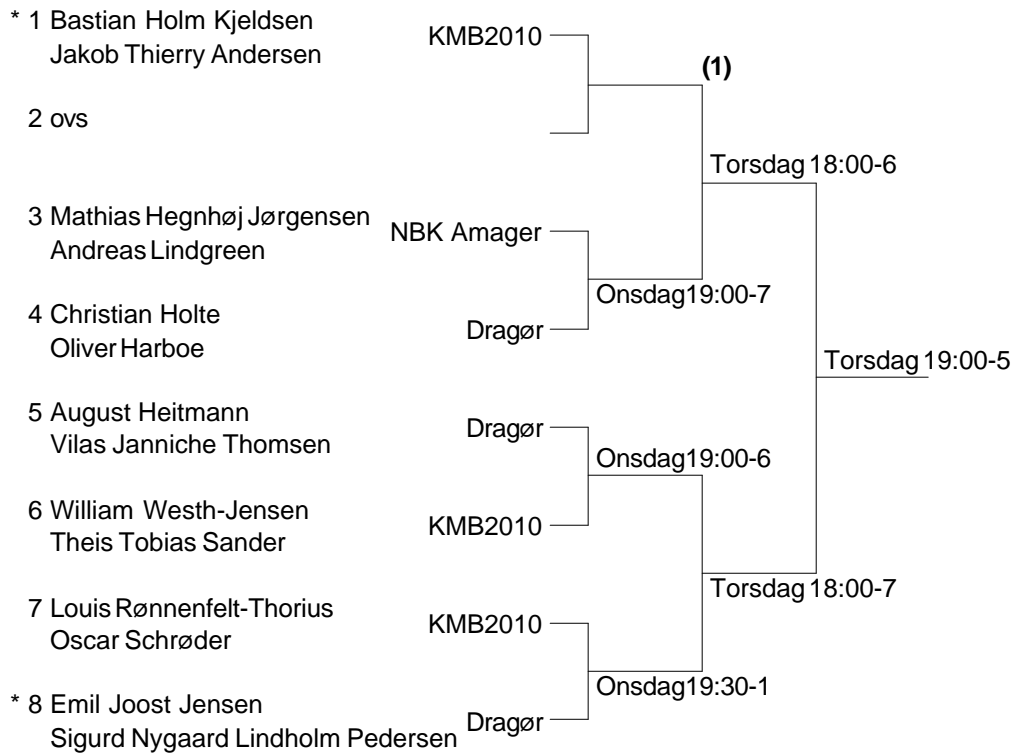 * 1 Bastian Holm Kjeldsen KMB2010
Jakob Thierry Andersen
(1)
2 ovs
Torsdag 18:00-6
3 Mathias Hegnhøj Jørgensen NBK Amager
Andreas Lindgreen
Onsdag 19:00-7
4 Christian Holte
Oliver Harboe Dragør
Torsdag 19:00-5
5 August Heitmann Dragør
Vilas Janniche Thomsen
Onsdag 19:00-6
6 William Westh-Jensen KMB2010
Theis Tobias Sander
Torsdag 18:00-7
7 Louis Rønnenfelt-Thorius KMB2010
Oscar Schrøder
Onsdag 19:30-1
* 8 Emil Joost Jensen Dragør
Sigurd Nygaard Lindholm Pedersen